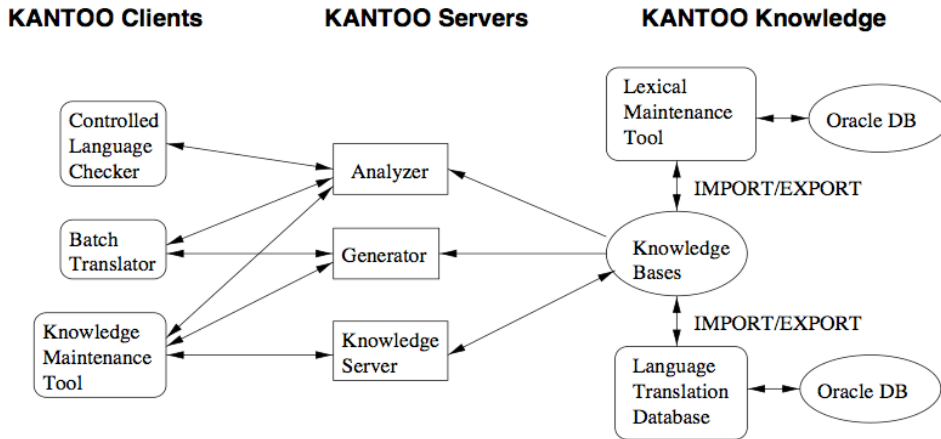 KANTOO Clients
KANTOO Servers
KANTOO Knowledge
Controlled
Language
Checker
Batch
Translator
Knowledge
Maintenance
Tool
Analyzer
Generator
Knowledge
Server
Lexical
Maintenance
Tool
Oracle DB
IMPORT/EXPORT
Knowledge
Bases
IMPORT/EXPORT
Language
Translation
Database
Oracle DB